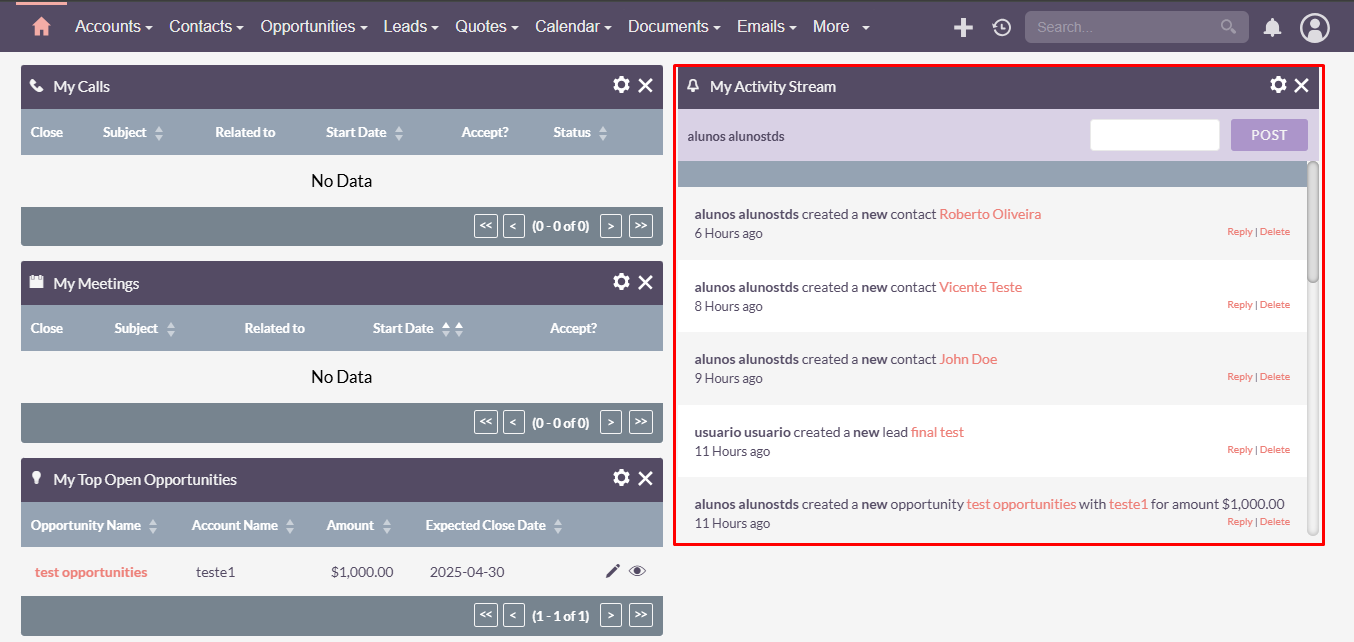 Accounts Contacts Opportunities Leads Quotes Calendar Documents Emails More Search...
My Calls
Close Subject Related to Start Date Accept? Status
No Data
<< < (0 - 0 of 0) > >>
My Meetings
Close Subject Related to Start Date Accept?
No Data
<< < (0 - 0 of 0) > >>
My Top Open Opportunities
Opportunity Name Account Name Amount Expected Close Date
test opportunities teste1 $1,000.00 2025-04-30
<< < (1 - 1 of 1) > >>
My Activity Stream
alunos alunostds POST
alunos alunostds created a new contact Roberto Oliveira
6 Hours ago Reply | Delete
alunos alunostds created a new contact Vicente Teste
8 Hours ago Reply | Delete
alunos alunostds created a new contact John Doe
9 Hours ago Reply | Delete
usuario usuario created a new lead final test
11 Hours ago Reply | Delete
alunos alunostds created a new opportunity test opportunities with teste1 for amount $1,000.00
11 Hours ago Reply | Delete